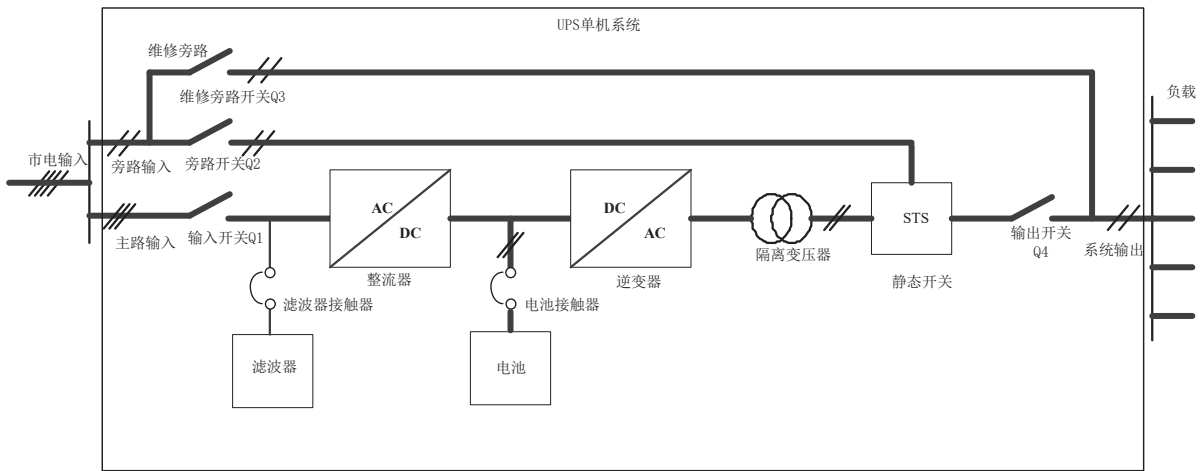 UPS单机系统
维修旁路
维修旁路开关Q3
负载
市电输入
旁路输入
旁路开关Q2
主路输入
输入开关Q1
AC
DC
整流器
DC
AC
逆变器
隔离变压器
STS
静态开关
输出开关
Q4
系统输出
滤波器接触器
电池接触器
滤波器
电池